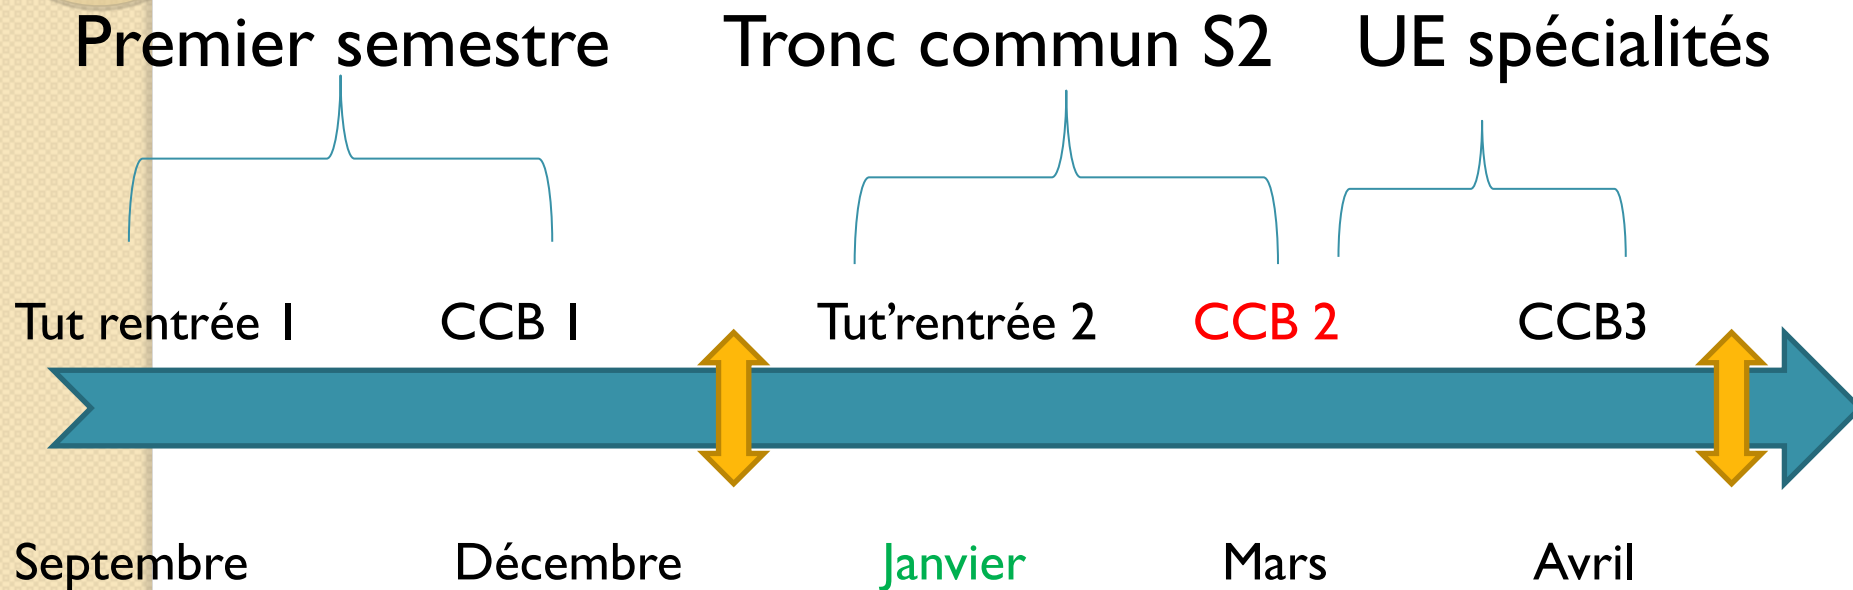 Premier semestre Tronc commun S2 UE spécialités
Tut rentrée 1 CCB 1 Tut’rentrée 2 CCB 2 CCB3
Septembre Décembre Janvier Mars Avril